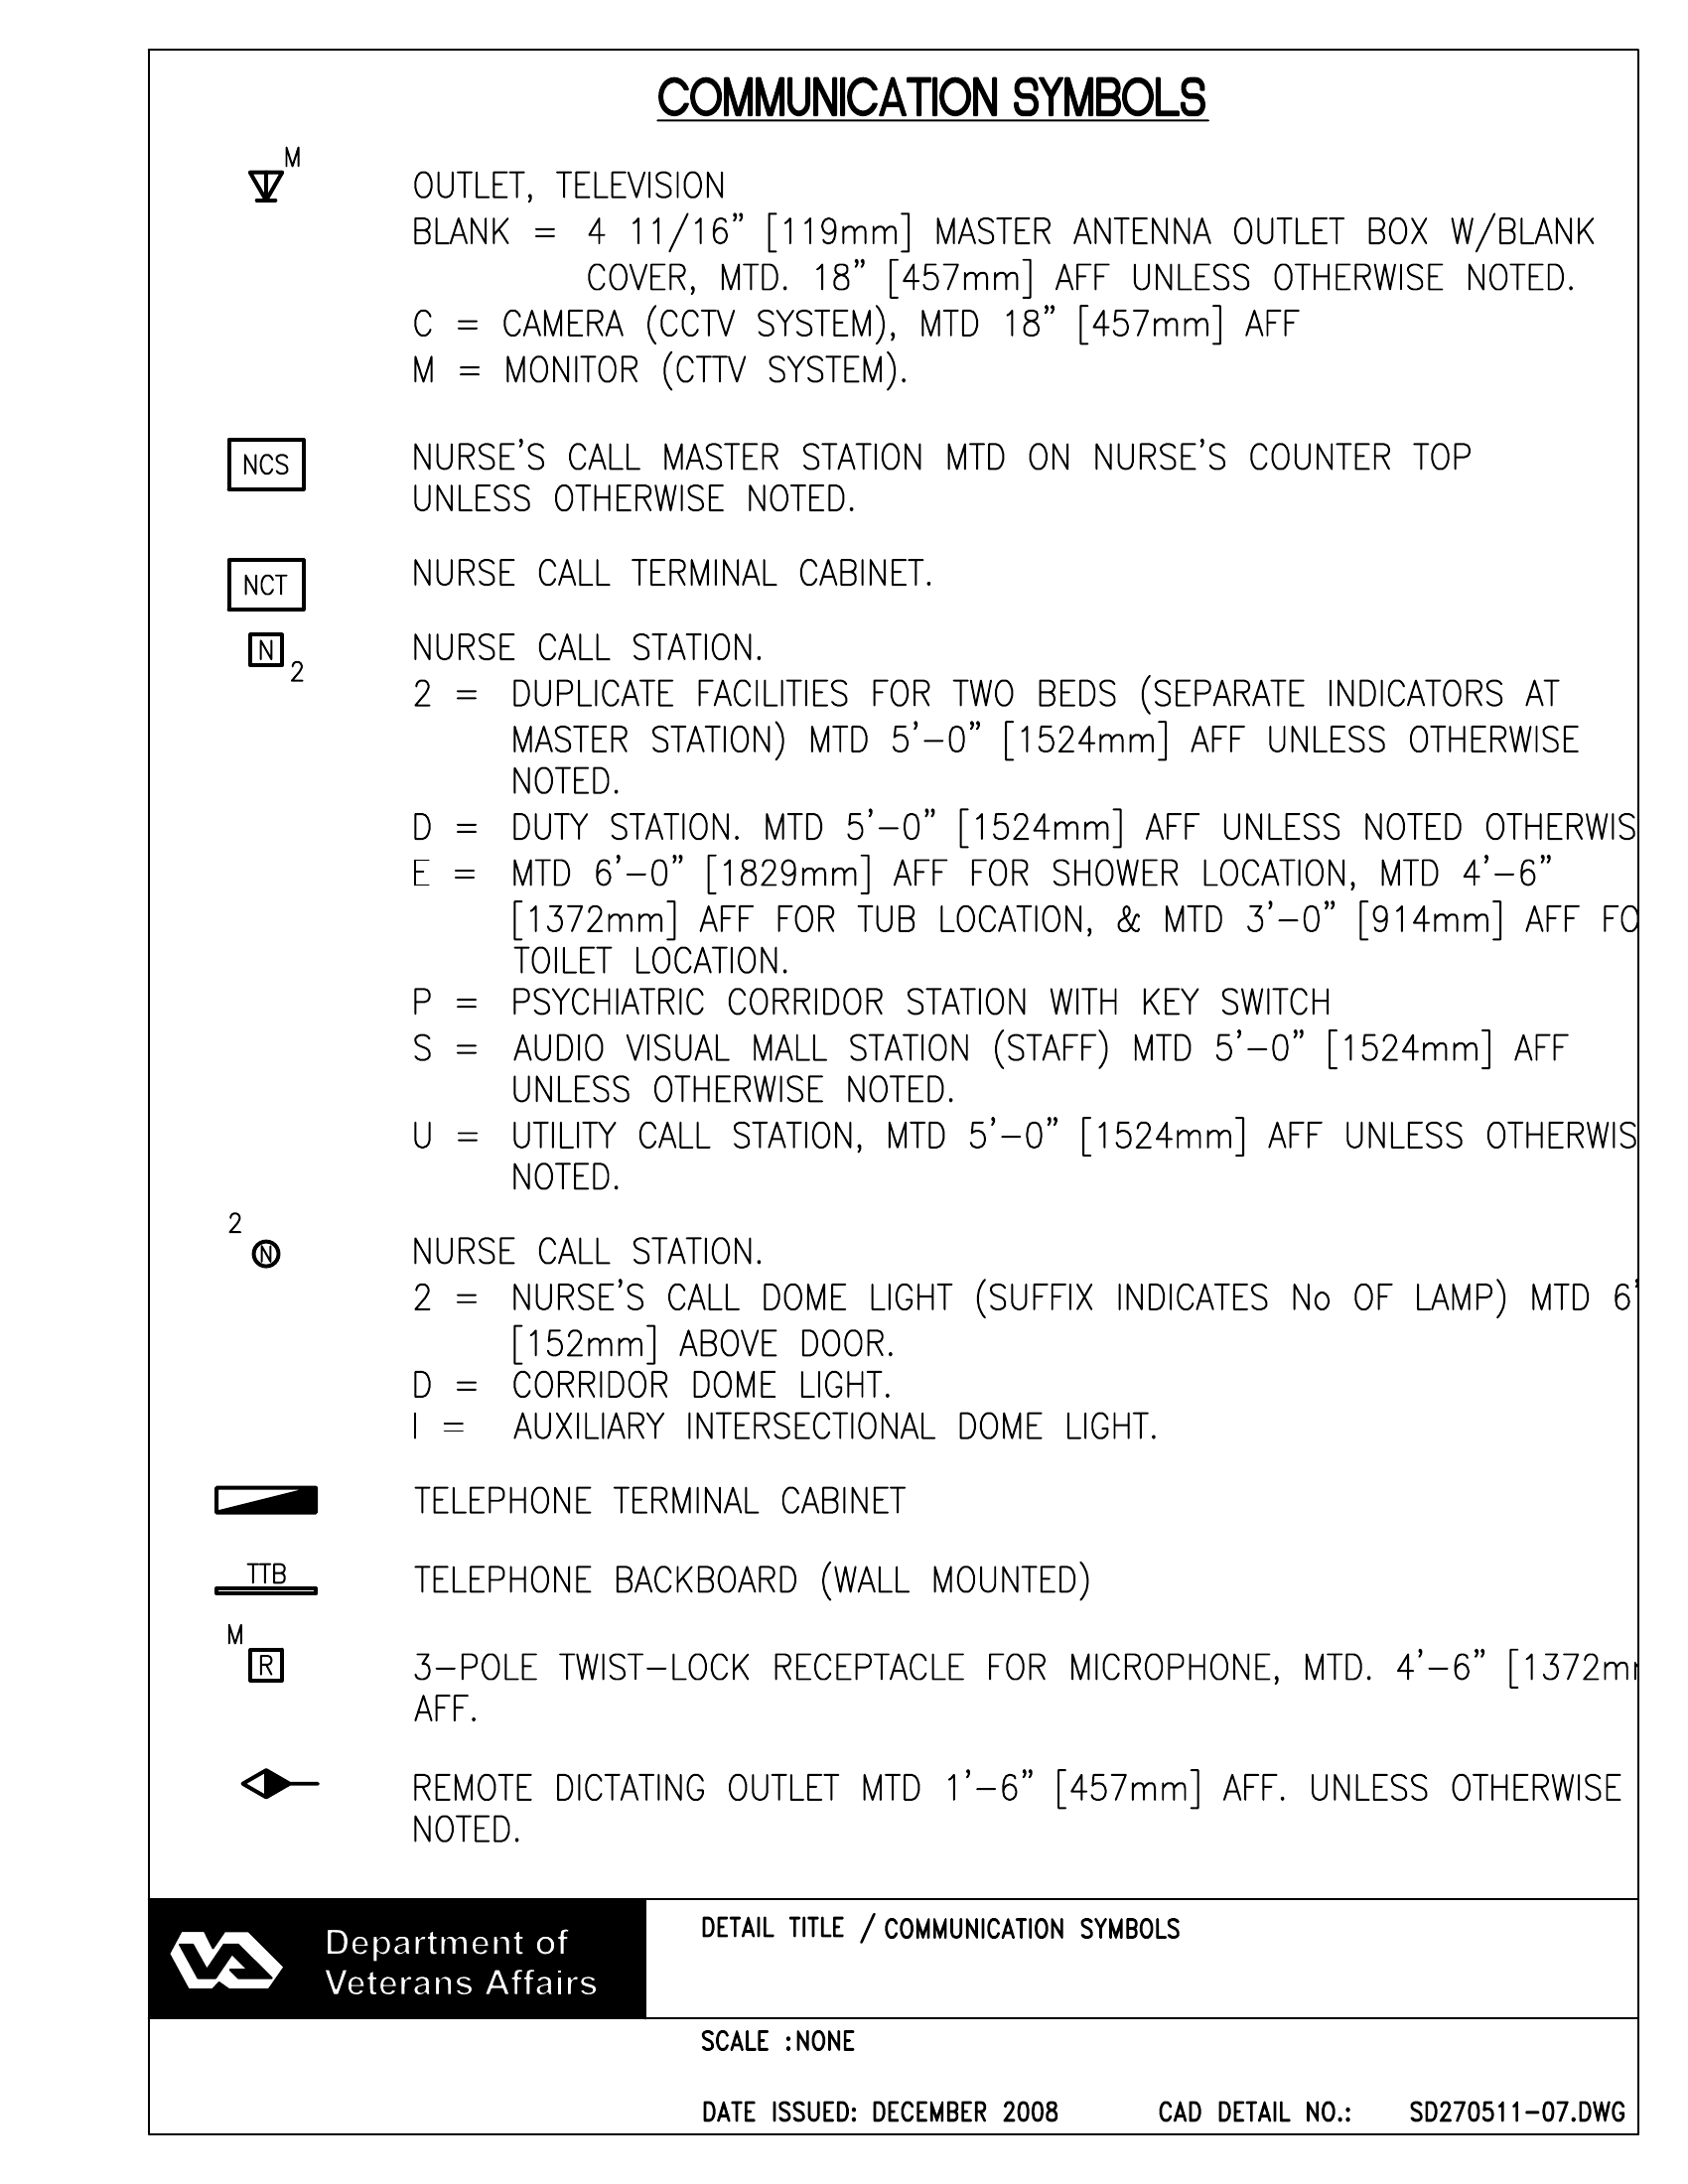 COMMUNICATION SYMBOLS
M
OUTLET, TELEVISION
BLANK = 4 11/16" [119mm] MASTER ANTENNA OUTLET BOX W/BLANK
COVER, MTD. 18" [457mm] AFF UNLESS OTHERWISE NOTED.
C = CAMERA (CCTV SYSTEM), MTD 18" [457mm] AFF
M = MONITOR (CTTV SYSTEM).
NCS
NURSE'S CALL MASTER STATION MTD ON NURSE'S COUNTER TOP
UNLESS OTHERWISE NOTED.
NCT
NURSE CALL TERMINAL CABINET.
N 2
NURSE CALL STATION.
2 = DUPLICATE FACILITIES FOR TWO BEDS (SEPARATE INDICATORS AT
MASTER STATION) MTD 5'-0" [1524mm] AFF UNLESS OTHERWISE
NOTED.
D = DUTY STATION. MTD 5'-0" [1524mm] AFF UNLESS NOTED OTHERWIS
E = MTD 6'-0" [1829mm] AFF FOR SHOWER LOCATION, MTD 4'-6"
[1372mm] AFF FOR TUB LOCATION, & MTD 3'-0" [914mm] AFF FO
TOILET LOCATION.
P = PSYCHIATRIC CORRIDOR STATION WITH KEY SWITCH
S = AUDIO VISUAL MALL STATION (STAFF) MTD 5'-0" [1524mm] AFF
UNLESS OTHERWISE NOTED.
U = UTILITY CALL STATION, MTD 5'-0" [1524mm] AFF UNLESS OTHERWIS
NOTED.
2
N
NURSE CALL STATION.
2 = NURSE'S CALL DOME LIGHT (SUFFIX INDICATES No OF LAMP) MTD 6'
[152mm] ABOVE DOOR.
D = CORRIDOR DOME LIGHT.
I = AUXILIARY INTERSECTIONAL DOME LIGHT.
TELEPHONE TERMINAL CABINET
TTB
TELEPHONE BACKBOARD (WALL MOUNTED)
M
R
3-POLE TWIST-LOCK RECEPTACLE FOR MICROPHONE, MTD. 4'-6" [1372m
AFF.
REMOTE DICTATING OUTLET MTD 1'-6" [457mm] AFF. UNLESS OTHERWISE
NOTED.
VA
Department of
Veterans Affairs
DETAIL TITLE / COMMUNICATION SYMBOLS
SCALE :NONE
DATE ISSUED: DECEMBER 2008 CAD DETAIL NO.: SD270511-07.DWG